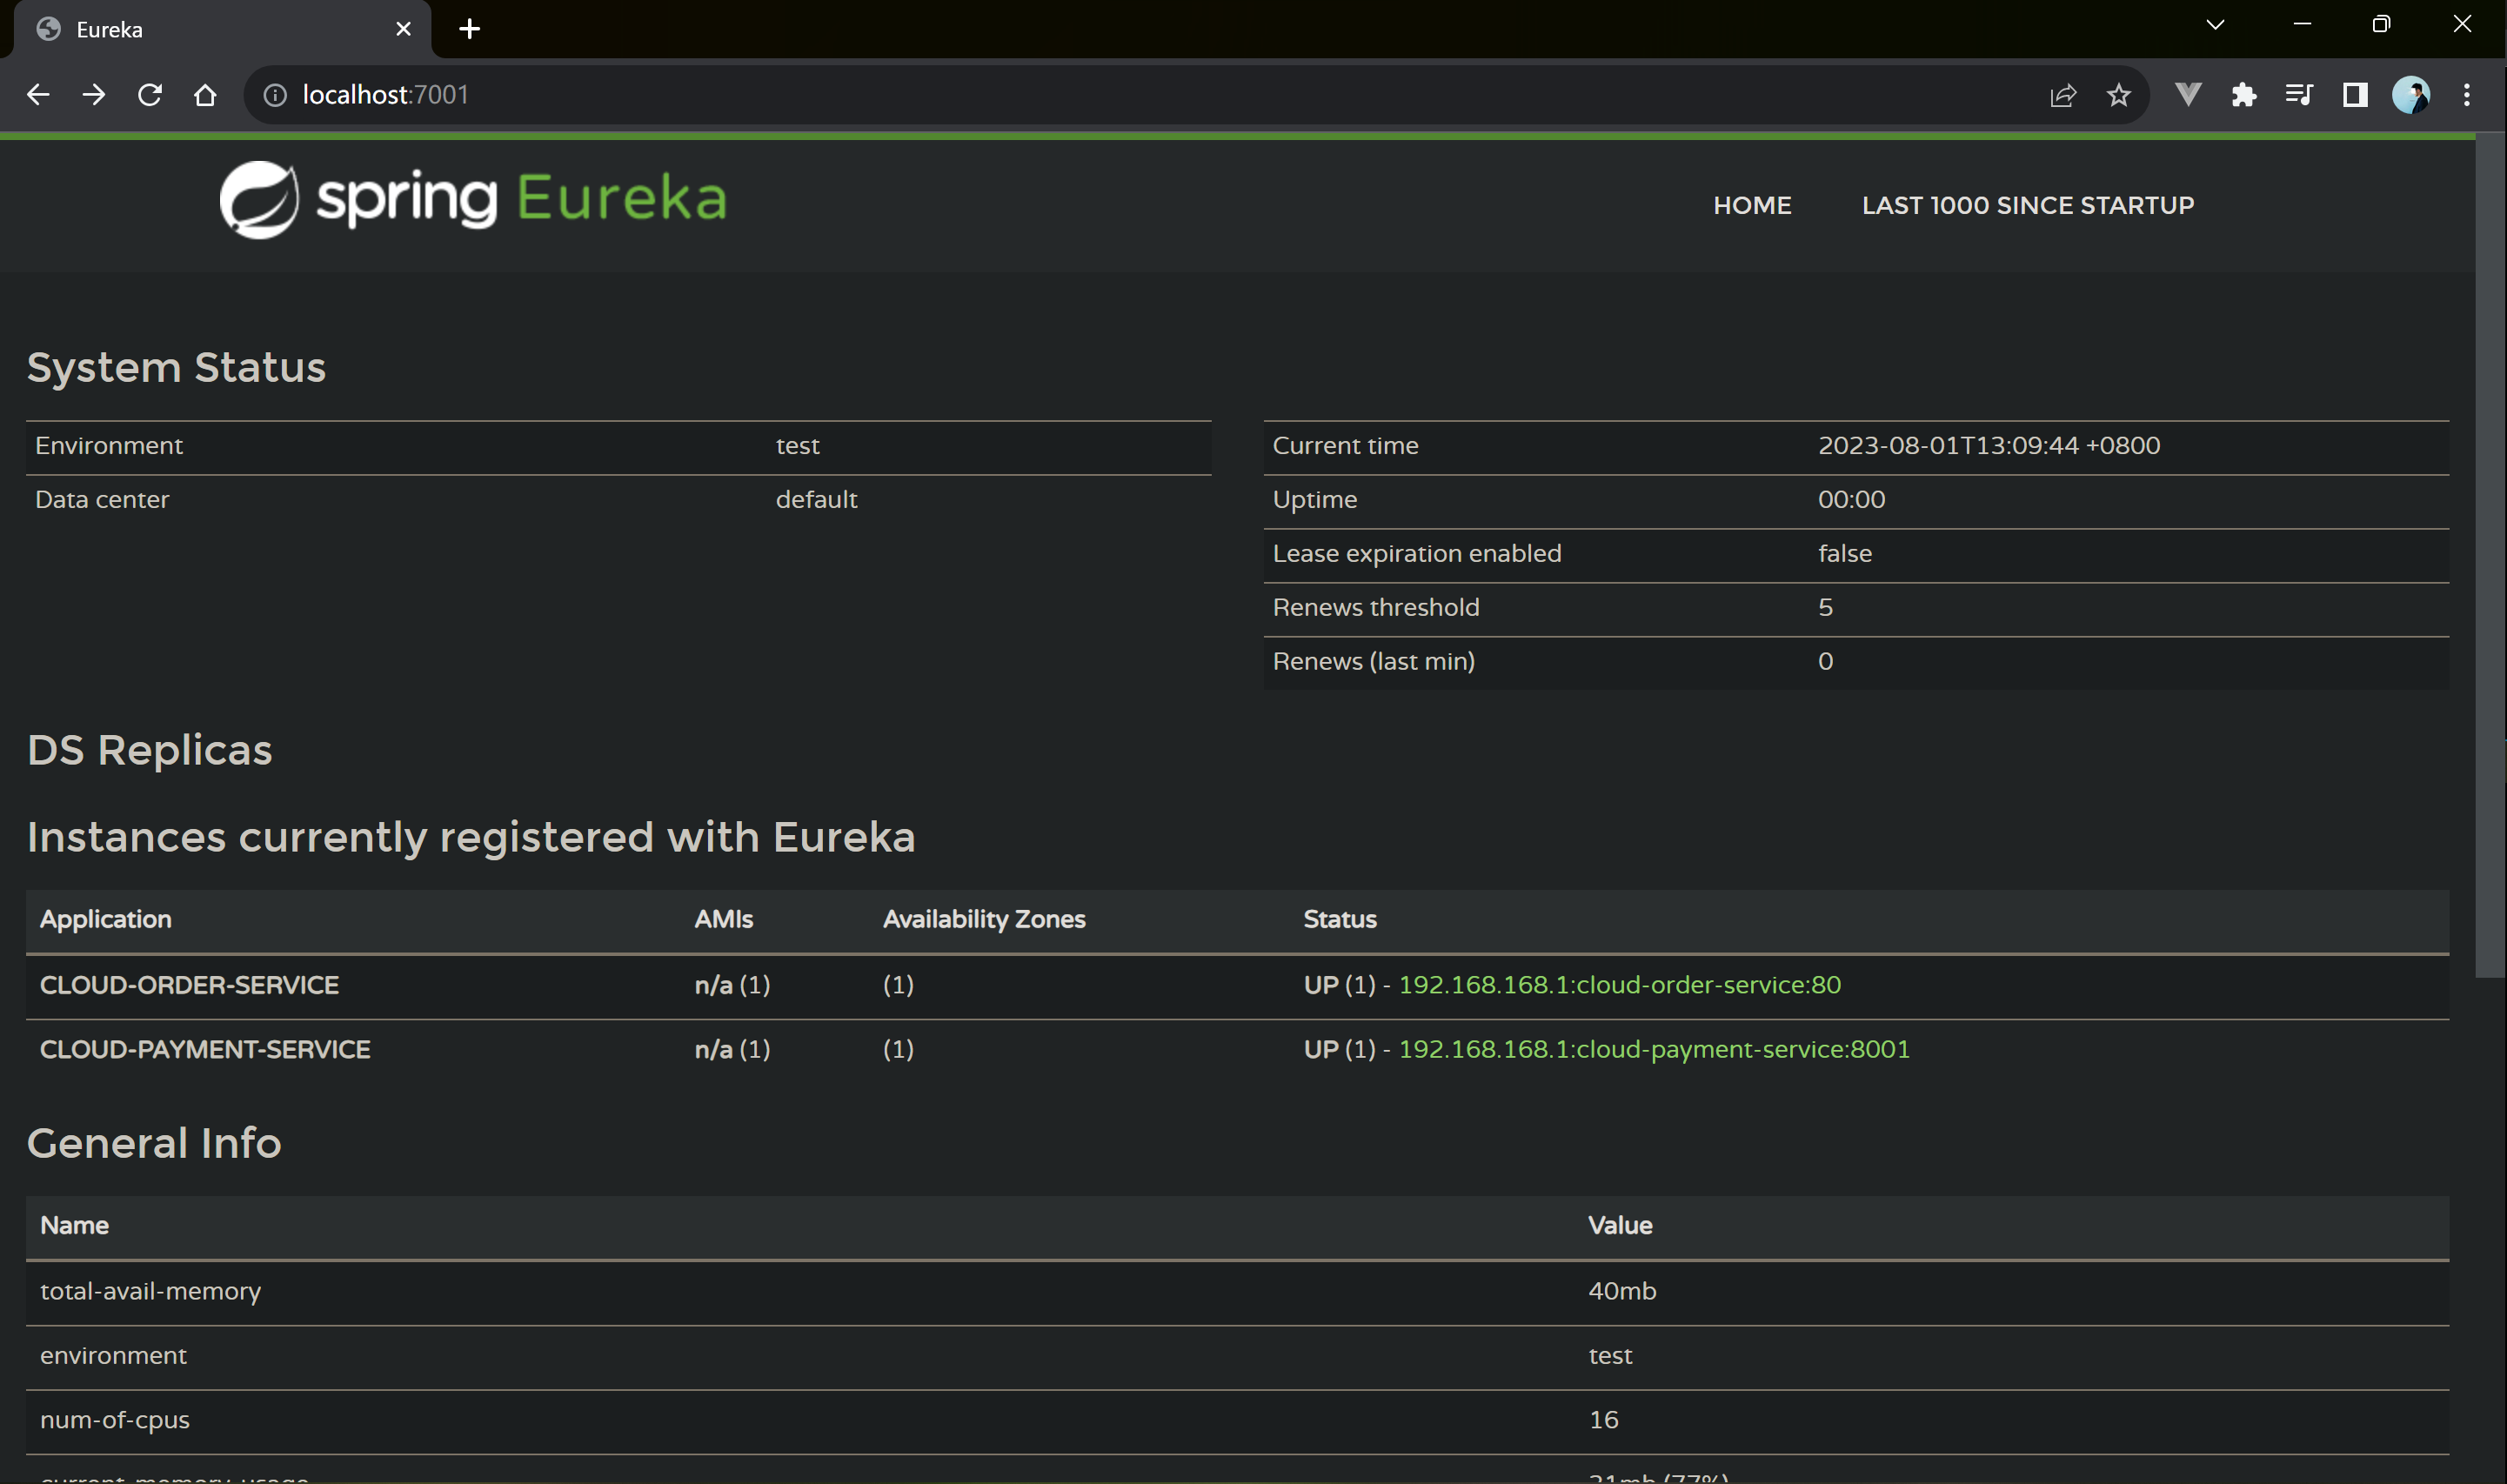 Eureka
localhost:7001
spring Eureka
HOME LAST 1000 SINCE STARTUP
System Status
Environment test
Data center default
Current time 2023-08-01T13:09:44 +0800
Uptime 00:00
Lease expiration enabled false
Renews threshold 5
Renews (last min) 0
DS Replicas
Instances currently registered with Eureka
Application AMIs Availability Zones Status
CLOUD-ORDER-SERVICE n/a (1) (1) UP (1) - 192.168.168.1:cloud-order-service:80
CLOUD-PAYMENT-SERVICE n/a (1) (1) UP (1) - 192.168.168.1:cloud-payment-service:8001
General Info
Name Value
total-avail-memory 40mb
environment test
num-of-cpus 16
current-memory-usage 31mb (77%)